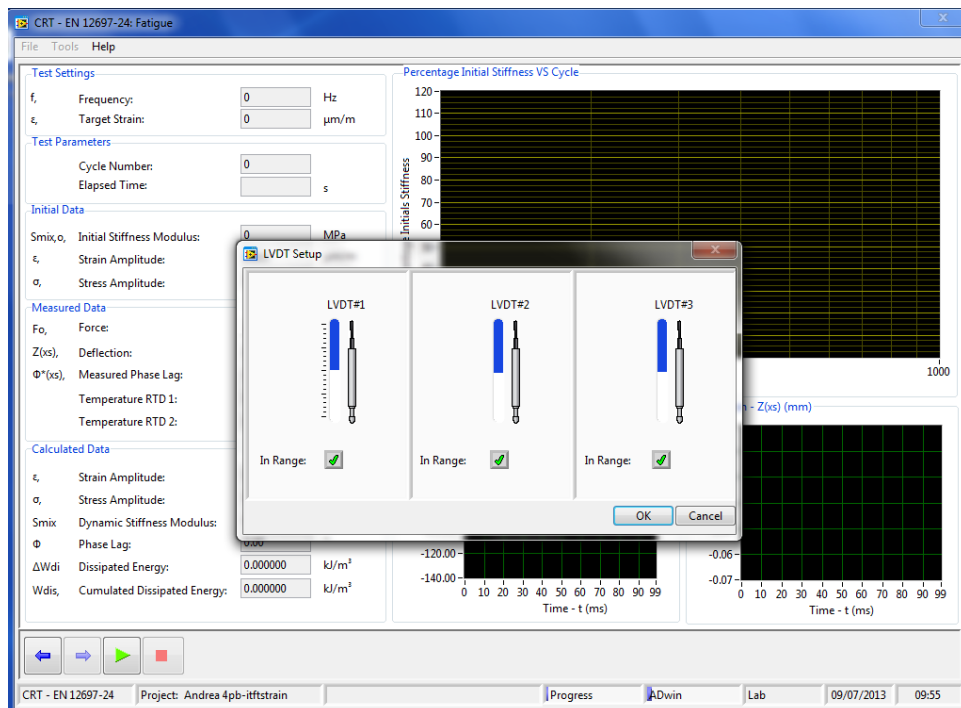 CRT - EN 12697-24: Fatigue
File Tools Help
Test Settings
f, Frequency: 0 Hz
ε, Target Strain: 0 µm/m
Test Parameters
Cycle Number: 0
Elapsed Time: s
Initial Data
Smix,o, Initial Stiffness Modulus: 0 MPa
ε, Strain Amplitude:
σ, Stress Amplitude:
Measured Data
Fo, Force:
Z(xs), Deflection:
Φ*(xs), Measured Phase Lag:
Temperature RTD 1:
Temperature RTD 2:
Calculated Data
ε, Strain Amplitude:
σ, Stress Amplitude:
Smix Dynamic Stiffness Modulus:
Φ Phase Lag: 0.00
ΔWdi Dissipated Energy: 0.000000 kJ/m³
Wdis, Cumulated Dissipated Energy: 0.000000 kJ/m³
Percentage Initial Stiffness VS Cycle
120
110
100
90
80
70
60
Initials Stiffness
1000
LVDT Setup
LVDT#1 LVDT#2 LVDT#3
In Range: In Range: In Range:
OK Cancel
-120.00
-140.00
0 10 20 30 40 50 60 70 80 90 99
Time - t (ms)
- Z(xs) (mm)
-0.06
-0.07
0 10 20 30 40 50 60 70 80 90 99
Time - t (ms)
CRT - EN 12697-24 Project: Andrea 4pb-itftstrain Progress ADwin Lab 09/07/2013 09:55